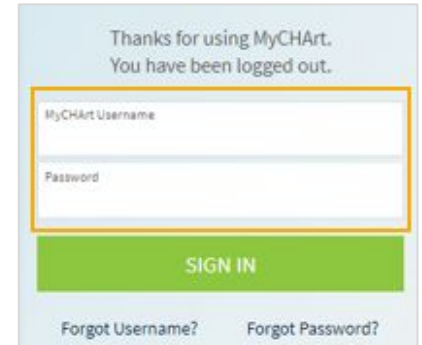 Thanks for using MyCHArt.
You have been logged out.
MyCHArt Username
Password
SIGN IN
Forgot Username? Forgot Password?